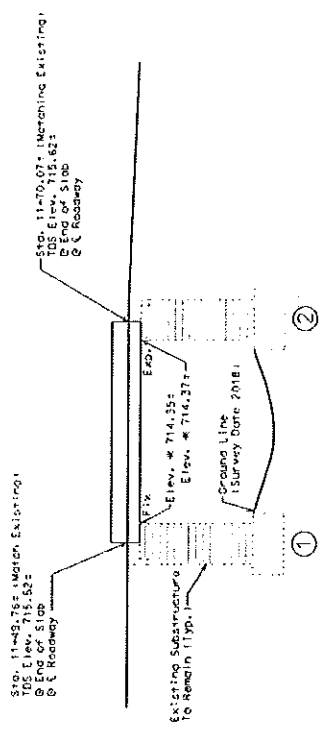 Sta. 11+49.76± (Match Existing)
TOS Elev. 715.52±
@ End of Slab
@ ℄ Roadway
Sta. 11+70.07± (Matching Existing)
TOS Elev. 715.62±
@ End of Slab
@ ℄ Roadway
Fix
Exp.
Elev. * 714.35±
Elev. * 714.37±
Existing Substructure
To Remain (Typ.)
Ground Line
(Survey Date 2018)
1
2